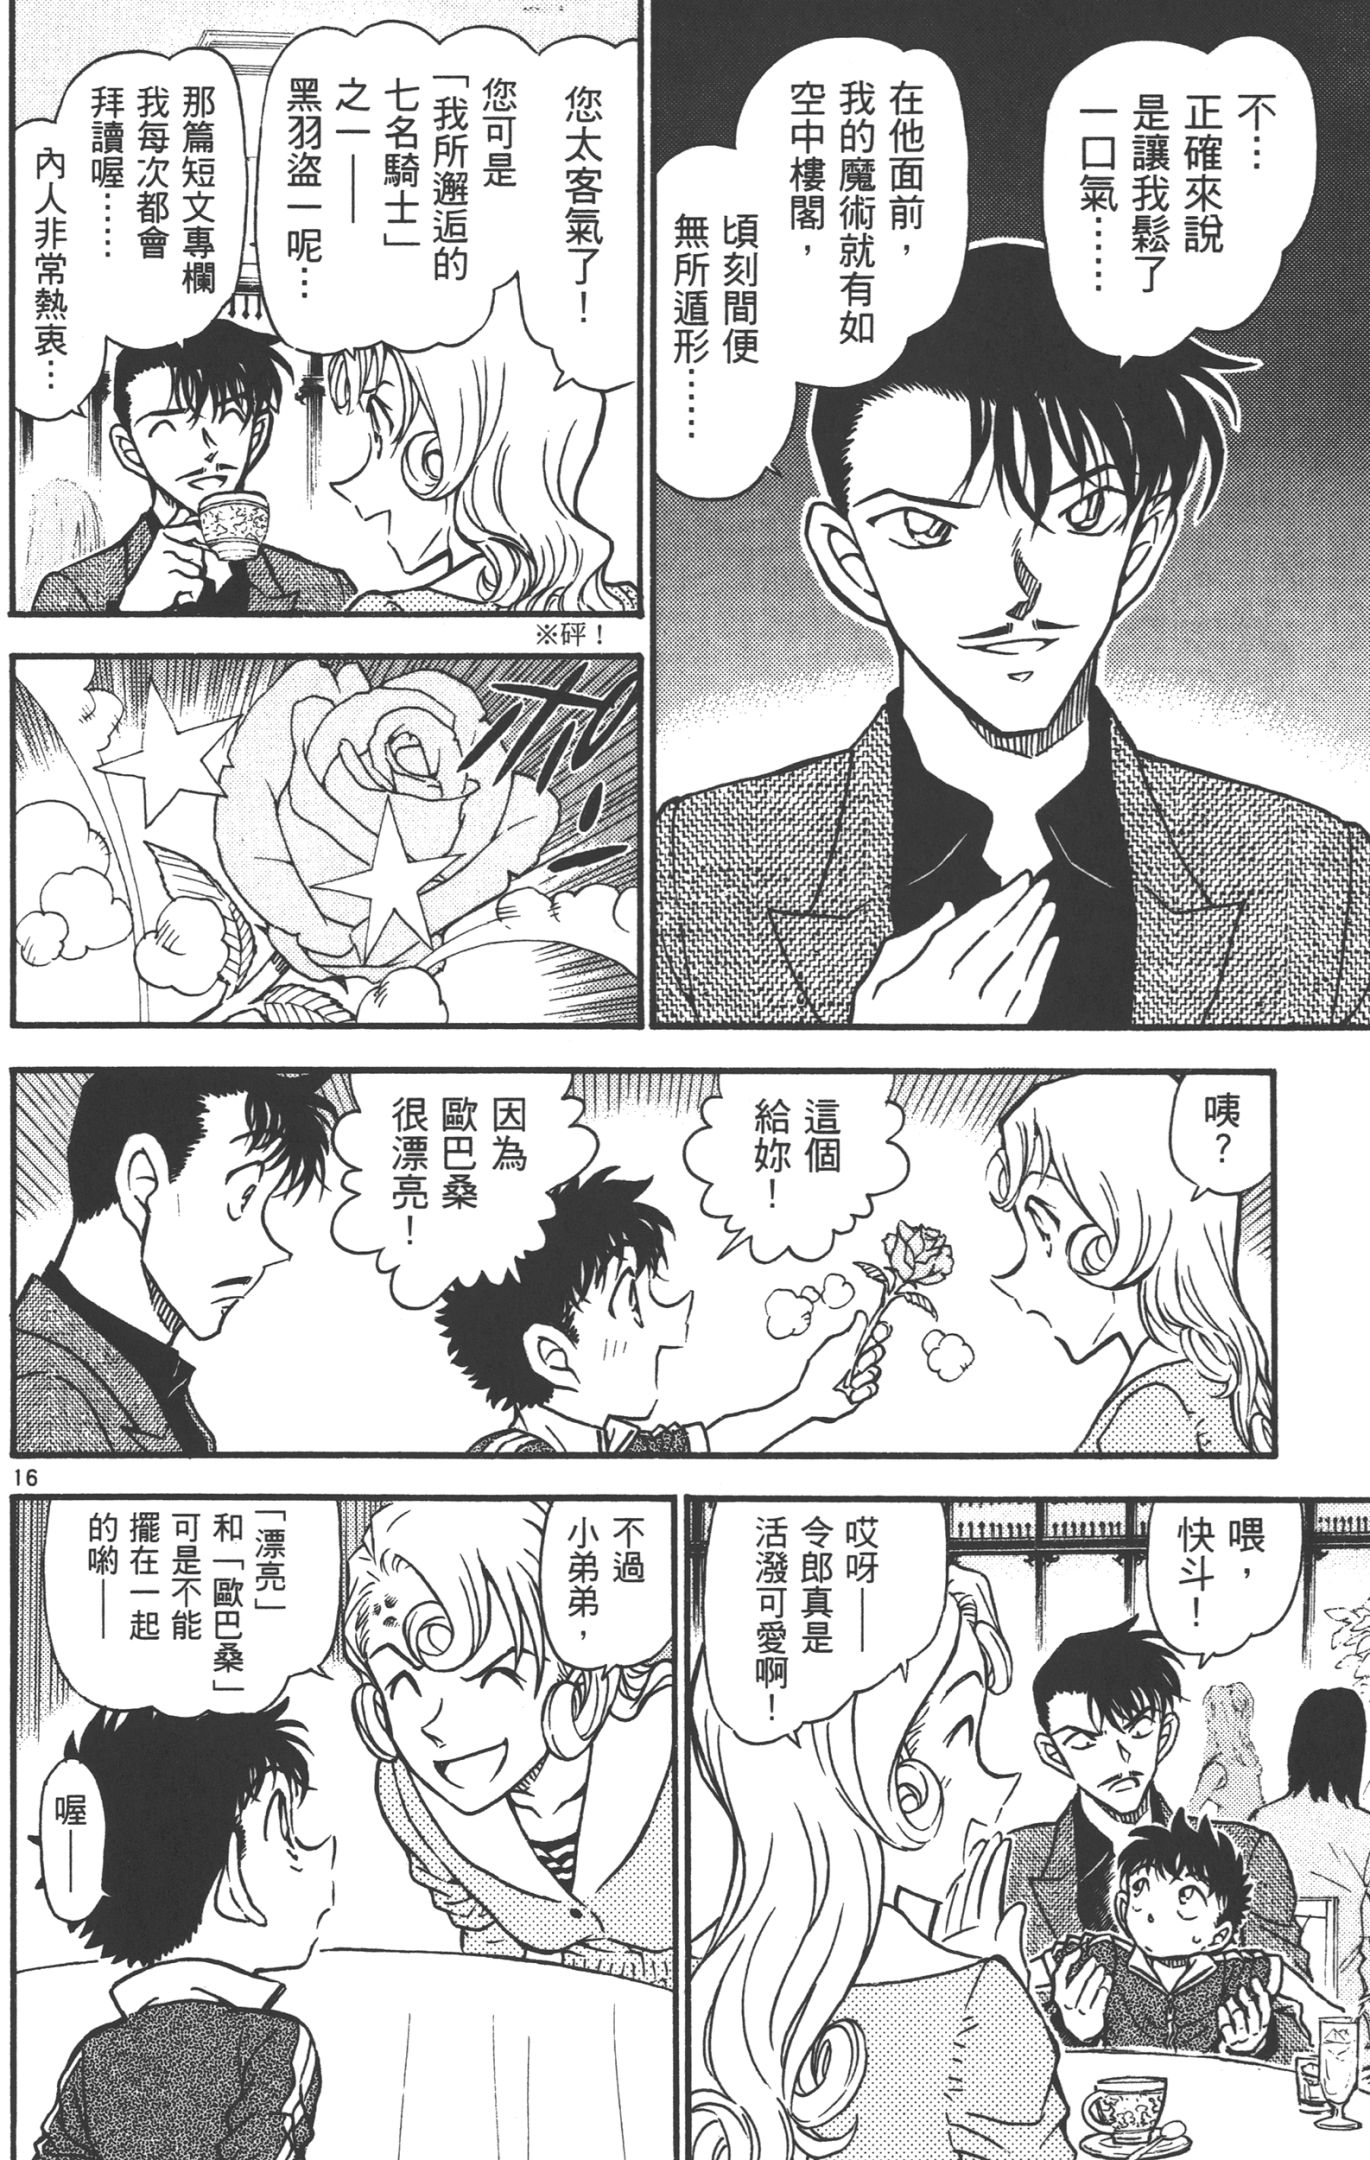 不…
正確來說
是讓我鬆了
一口氣……
在他面前，
我的魔術就有如
空中樓閣，
頃刻間便
無所遁形……
您太客氣了！
您可是
「我所邂逅的
七名騎士」
之一——
黑羽盜一呢…
那篇短文專欄
我每次都會
拜讀喔……
內人非常熱衷…
※砰！
ポン
咦？
這個
給妳！
因為
歐巴桑
很漂亮！
16
喂，
快斗！
哎呀——
令郎真是
活潑可愛啊！
不過
小弟弟，
「漂亮」
和「歐巴桑」
可是不能
擺在一起
的喲——
喔——